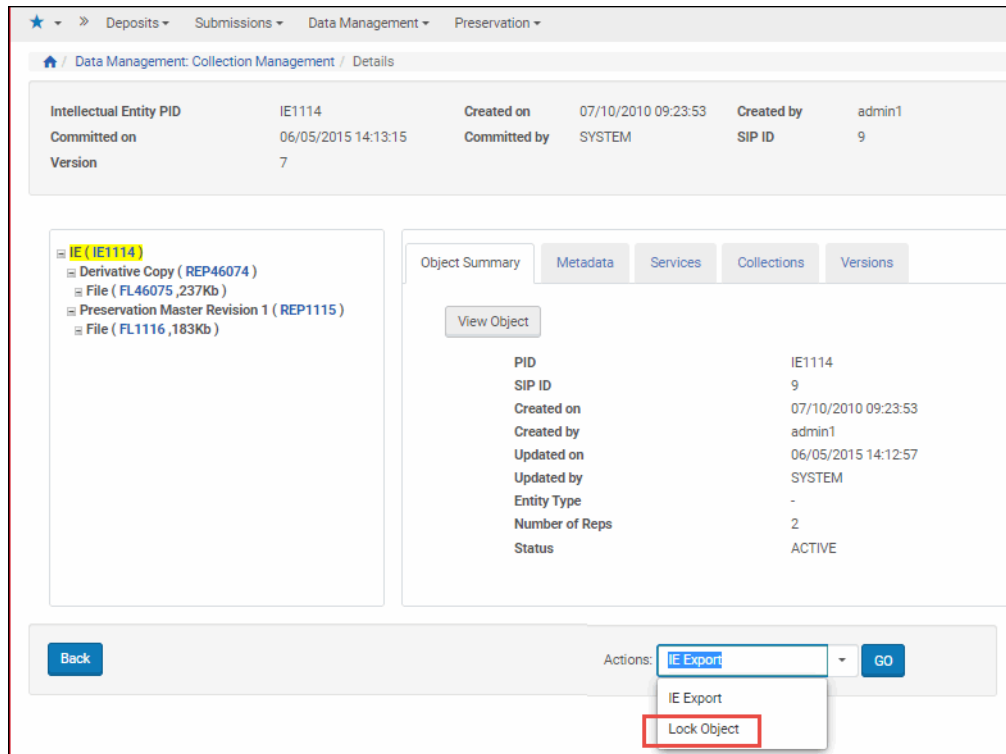 Deposits Submissions Data Management Preservation
/ Data Management: Collection Management / Details
Intellectual Entity PID IE1114 Created on 07/10/2010 09:23:53 Created by admin1
Committed on 06/05/2015 14:13:15 Committed by SYSTEM SIP ID 9
Version 7
IE ( IE1114 )
Derivative Copy ( REP46074 )
File ( FL46075 ,237Kb )
Preservation Master Revision 1 ( REP1115 )
File ( FL1116 ,183Kb )
Object Summary Metadata Services Collections Versions
View Object
PID IE1114
SIP ID 9
Created on 07/10/2010 09:23:53
Created by admin1
Updated on 06/05/2015 14:12:57
Updated by SYSTEM
Entity Type -
Number of Reps 2
Status ACTIVE
Back Actions: IE Export GO
IE Export
Lock Object